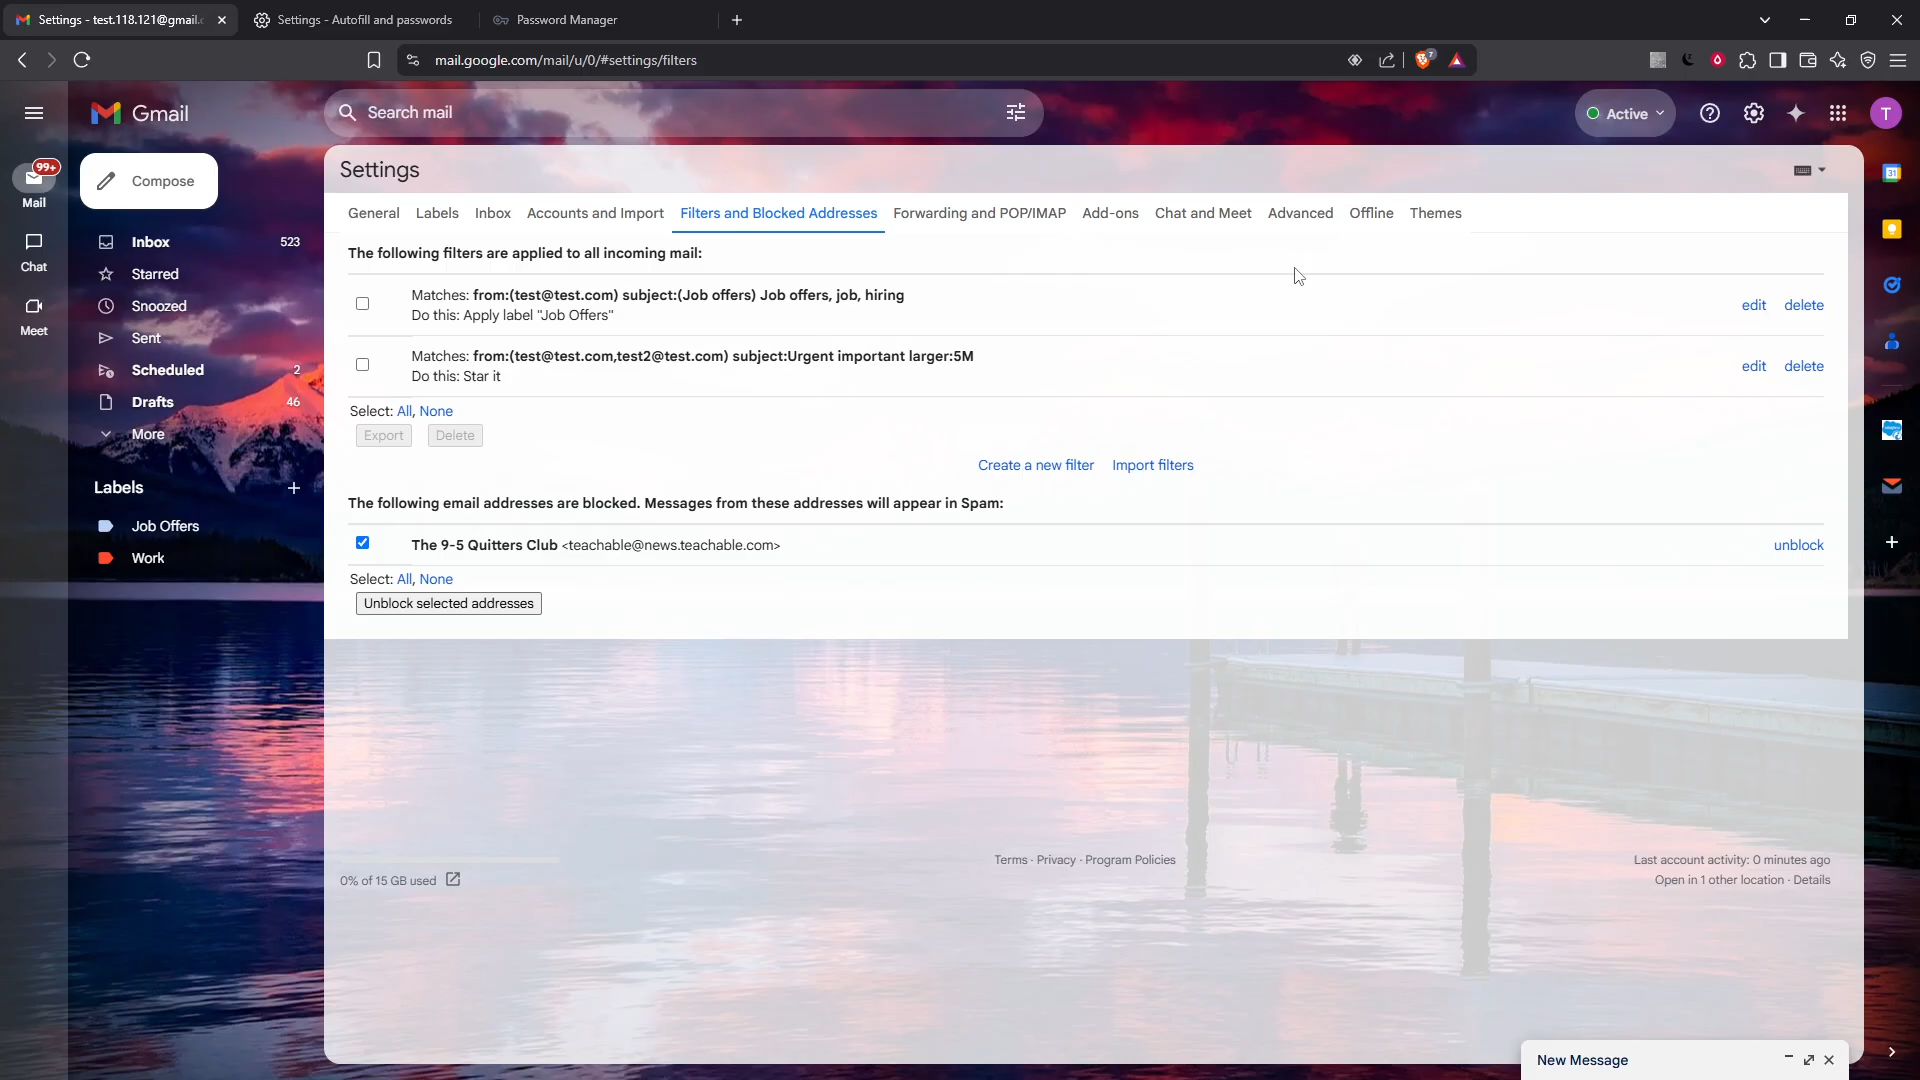 Settings - test.118.121@gmail.
Settings - Autofill and passwords
Password Manager
mail.google.com/mail/u/0/#settings/filters
7
Gmail
Search mail
Active
T
99+
Mail
Chat
Meet
Compose
Inbox 523
Starred
Snoozed
Sent
Scheduled 2
Drafts 46
More
Labels
Job Offers
Work
Settings
General Labels Inbox Accounts and Import Filters and Blocked Addresses Forwarding and POP/IMAP Add-ons Chat and Meet Advanced Offline Themes
The following filters are applied to all incoming mail:
Matches: from:(test@test.com) subject:(Job offers) Job offers, job, hiring
Do this: Apply label "Job Offers"
edit delete
Matches: from:(test@test.com,test2@test.com) subject:Urgent important larger:5M
Do this: Star it
edit delete
Select: All, None
Export Delete
Create a new filter Import filters
The following email addresses are blocked. Messages from these addresses will appear in Spam:
The 9-5 Quitters Club <teachable@news.teachable.com>
unblock
Select: All, None
Unblock selected addresses
0% of 15 GB used
Terms · Privacy · Program Policies
Last account activity: 0 minutes ago
Open in 1 other location · Details
31
New Message